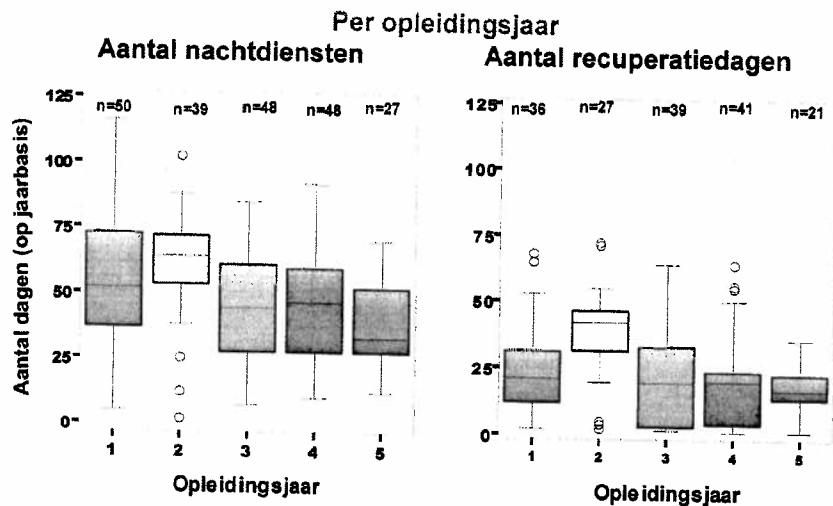 Per opleidingsjaar
Aantal nachtdiensten
Aantal dagen (op jaarbasis)
125
100
75
50
25
0
n=50 n=39 n=48 n=48 n=27
1 2 3 4 5
Opleidingsjaar
Aantal recuperatiedagen
125
100
75
50
25
0
n=36 n=27 n=39 n=41 n=21
1 2 3 4 5
Opleidingsjaar